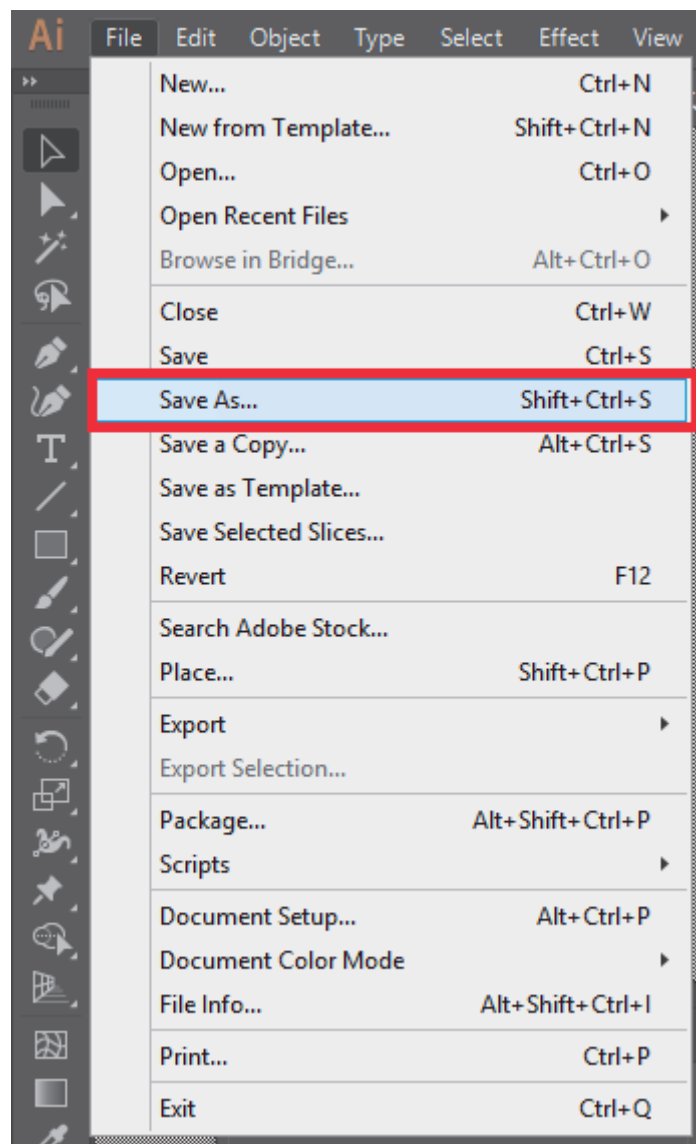 Ai File Edit Object Type Select Effect View
New... Ctrl+N
New from Template... Shift+Ctrl+N
Open... Ctrl+O
Open Recent Files
Browse in Bridge... Alt+Ctrl+O
Close Ctrl+W
Save Ctrl+S
Save As... Shift+Ctrl+S
Save a Copy... Alt+Ctrl+S
Save as Template...
Save Selected Slices...
Revert F12
Search Adobe Stock...
Place... Shift+Ctrl+P
Export
Export Selection...
Package... Alt+Shift+Ctrl+P
Scripts
Document Setup... Alt+Ctrl+P
Document Color Mode
File Info... Alt+Shift+Ctrl+I
Print... Ctrl+P
Exit Ctrl+Q